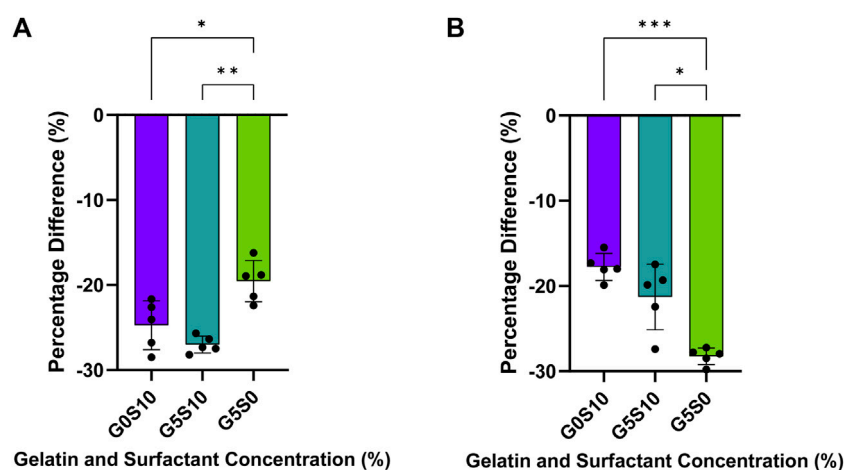 A
*
**
0
-10
-20
-30
Percentage Difference (%)
G0S10
G5S10
G5S0
Gelatin and Surfactant Concentration (%)
B
***
*
0
-10
-20
-30
Percentage Difference (%)
G0S10
G5S10
G5S0
Gelatin and Surfactant Concentration (%)